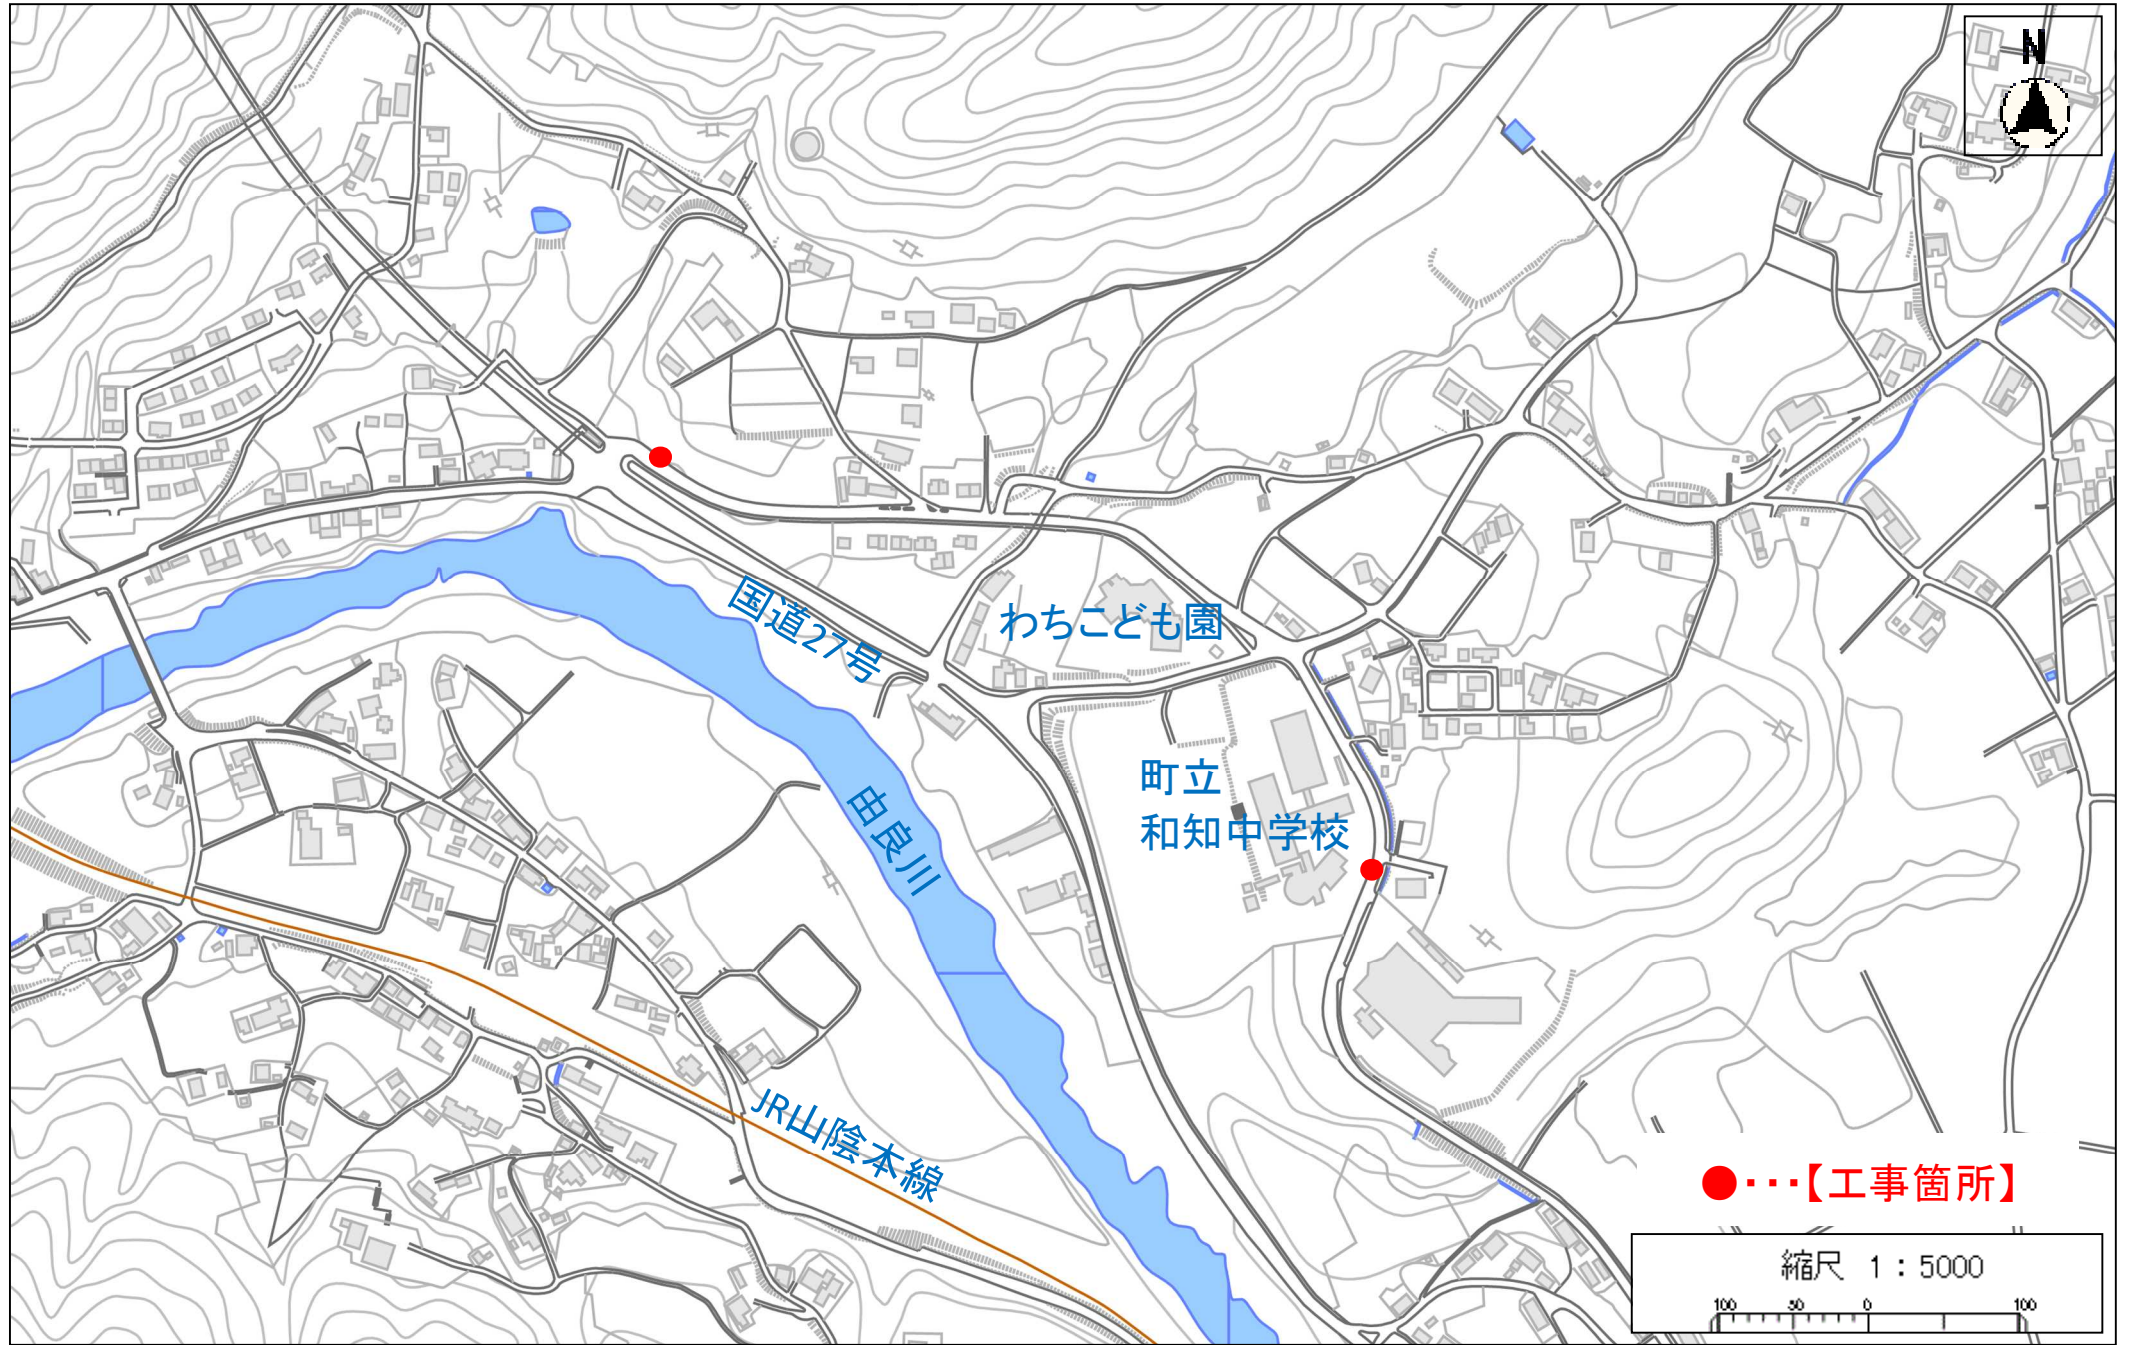 N
国道27号
わちこども園
町立
和知中学校
由良川
JR山陰本線
●･･･【工事箇所】
縮尺 1：5000
100 50 0 100